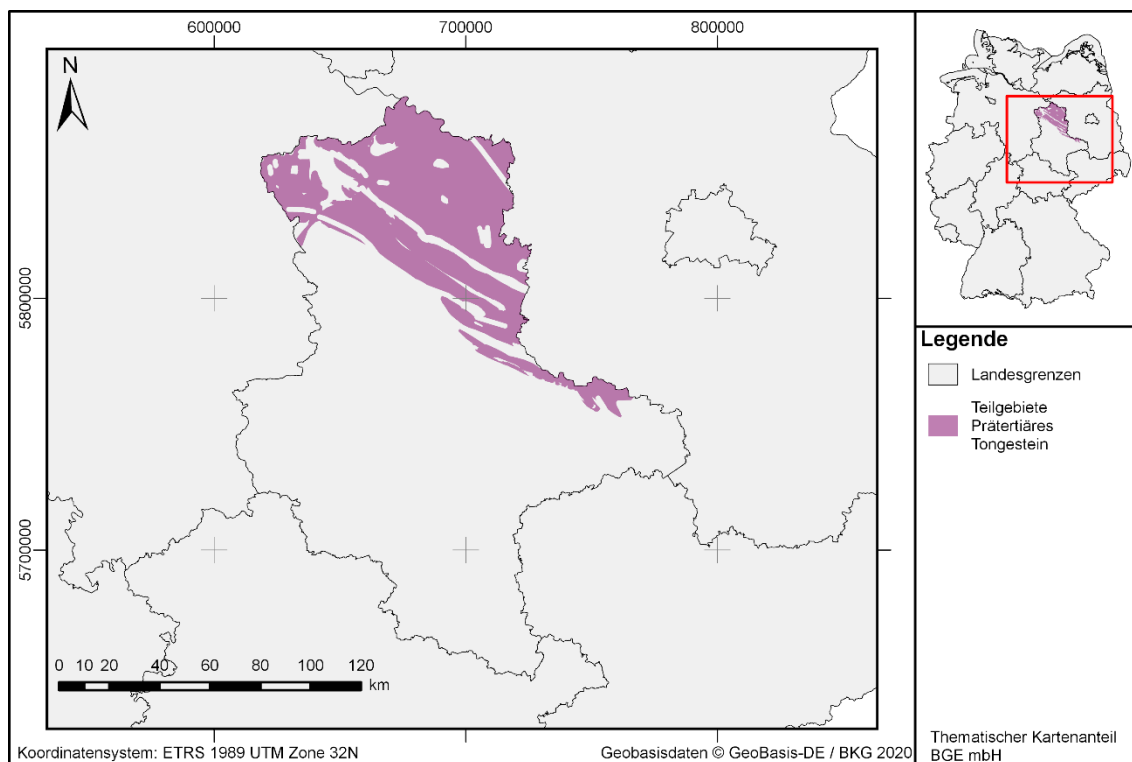 600000
700000
800000
N
5800000
5700000
0 10 20 40 60 80 100 120
km
Koordinatensystem: ETRS 1989 UTM Zone 32N
Geobasisdaten © GeoBasis-DE / BKG 2020
Legende
Landesgrenzen
Teilgebiete
Prätertiäres
Tongestein
Thematischer Kartenanteil
BGE mbH